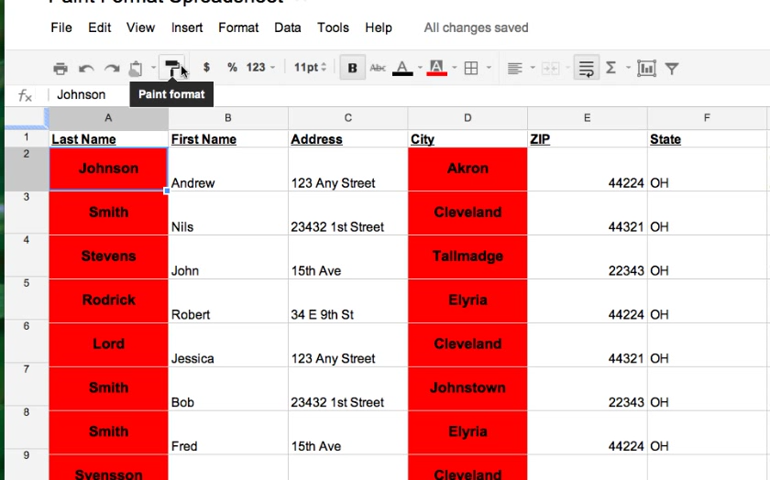 Paint Format Spreadsheet
File Edit View Insert Format Data Tools Help All changes saved
$ % 123 11pt B Abc A A Σ
fx Johnson Paint format
A B C D E F
1 Last Name First Name Address City ZIP State
2 Johnson Andrew 123 Any Street Akron 44224 OH
3 Smith Nils 23432 1st Street Cleveland 44321 OH
4 Stevens John 15th Ave Tallmadge 22343 OH
5 Rodrick Robert 34 E 9th St Elyria 44224 OH
6 Lord Jessica 123 Any Street Cleveland 44321 OH
7 Smith Bob 23432 1st Street Johnstown 22343 OH
8 Smith Fred 15th Ave Elyria 44224 OH
9 Svensson Cleveland